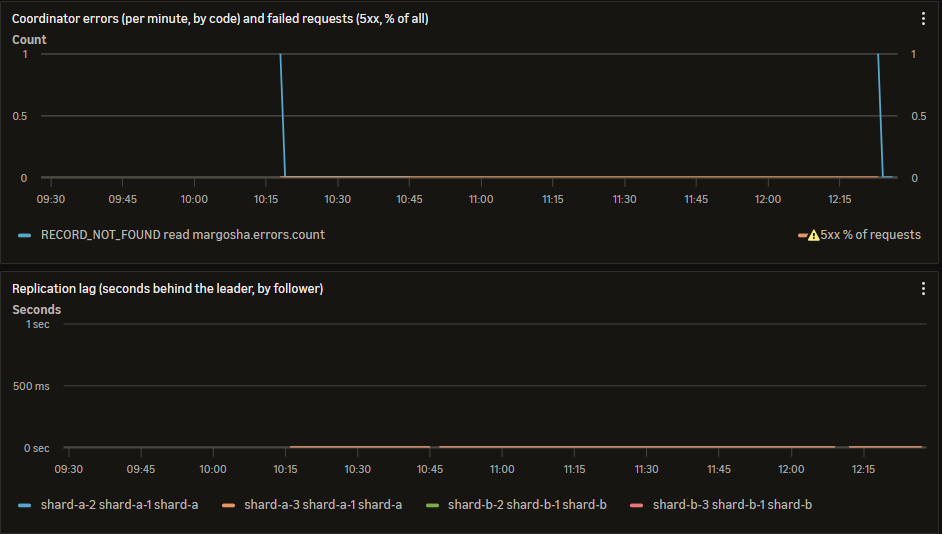 Coordinator errors (per minute, by code) and failed requests (5xx, % of all)
Count
1 1
0.5 0.5
0 0
09:30 09:45 10:00 10:15 10:30 10:45 11:00 11:15 11:30 11:45 12:00 12:15
RECORD_NOT_FOUND read margosha.errors.count 5xx % of requests
Replication lag (seconds behind the leader, by follower)
Seconds
1 sec
500 ms
0 sec
09:30 09:45 10:00 10:15 10:30 10:45 11:00 11:15 11:30 11:45 12:00 12:15
shard-a-2 shard-a-1 shard-a shard-a-3 shard-a-1 shard-a shard-b-2 shard-b-1 shard-b shard-b-3 shard-b-1 shard-b